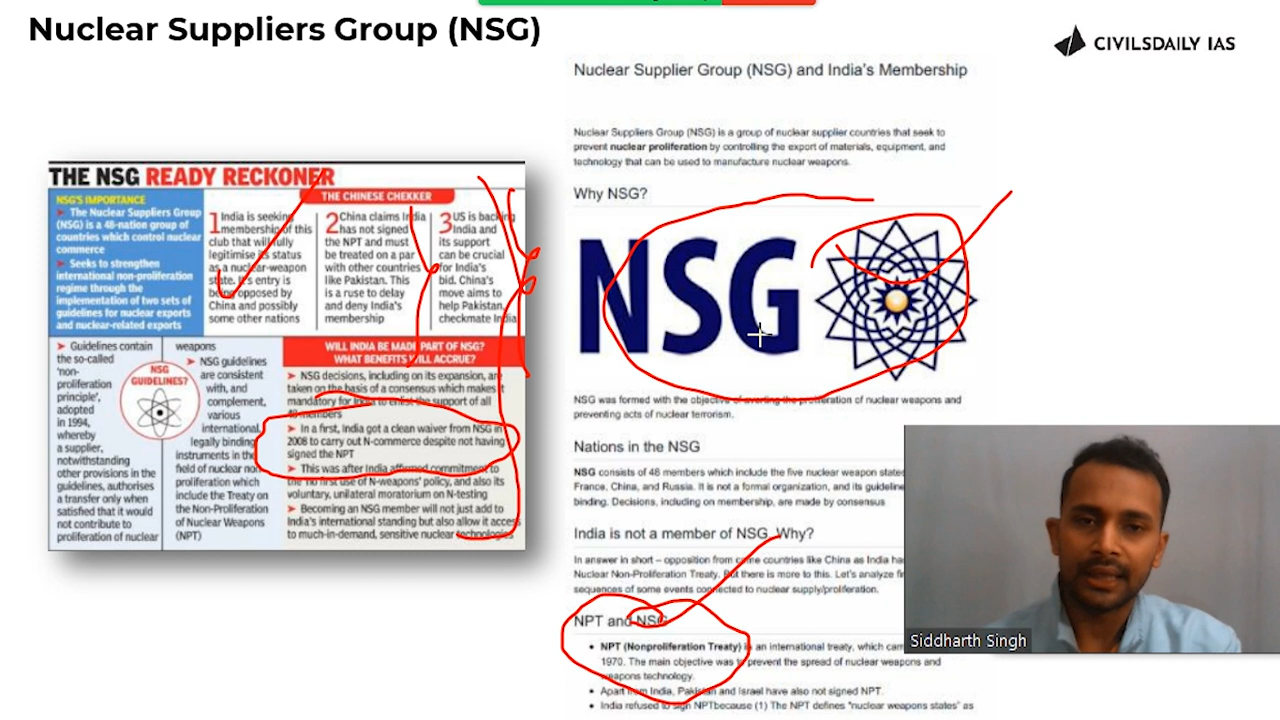 Nuclear Suppliers Group (NSG)
CIVILSDAILY IAS
THE NSG READY RECKONER
NSG'S IMPORTANCE
➤ The Nuclear Suppliers Group
(NSG) is a 48-nation group of
countries which control nuclear
commerce
➤ Seeks to strengthen
international non-proliferation
regime through the
implementation of two sets of
guidelines for nuclear exports
and nuclear-related exports
THE CHINESE CHEKKER
1 India is seeking
membership of this
club that will fully
legitimise its status
as a nuclear-weapon
state. It's entry is
being opposed by
China and possibly
some other nations
2 China claims India
has not signed
the NPT and must
be treated on a par
with other countries
like Pakistan. This
is a ruse to delay
and deny India's
membership
3 US is backing
India and
its support
can be crucial
for India's
bid. China's
move aims to
help Pakistan,
checkmate India
➤ Guidelines contain
the so-called
'non-
proliferation
principle',
adopted
in 1994,
whereby
a supplier,
notwithstanding
other provisions in the
guidelines, authorises
a transfer only when
satisfied that it would
not contribute to
proliferation of nuclear
weapons
NSG
GUIDELINES?
➤ NSG guidelines
are consistent
with, and
complement,
various
international,
legally binding
instruments in the
field of nuclear non-
proliferation which
include the Treaty on
the Non-Proliferation
of Nuclear Weapons
(NPT)
WILL INDIA BE MADE PART OF NSG?
WHAT BENEFITS WILL ACCRUE?
➤ NSG decisions, including on its expansion, are
taken on the basis of a consensus which makes it
mandatory for India to enlist the support of all
48 members
➤ In a first, India got a clean waiver from NSG in
2008 to carry out N-commerce despite not having
signed the NPT
➤ This was after India affirmed commitment to
the 'no first use of N-weapons' policy, and also its
voluntary, unilateral moratorium on N-testing
➤ Becoming an NSG member will not just add to
India's international standing but also allow it access
to much-in-demand, sensitive nuclear technologies
Nuclear Supplier Group (NSG) and India's Membership
Nuclear Suppliers Group (NSG) is a group of nuclear supplier countries that seek to
prevent nuclear proliferation by controlling the export of materials, equipment, and
technology that can be used to manufacture nuclear weapons.
Why NSG?
NSG
NSG was formed with the objective of averting the proliferation of nuclear weapons and
preventing acts of nuclear terrorism.
Nations in the NSG
NSG consists of 48 members which include the five nuclear weapon states
France, China, and Russia. It is not a formal organization, and its guideline
binding. Decisions, including on membership, are made by consensus
India is not a member of NSG. Why?
In answer in short – opposition from some countries like China as India ha
Nuclear Non-Proliferation Treaty. But there is more to this. Let's analyze
sequences of some events connected to nuclear supply/proliferation.
NPT and NSG
• NPT (Nonproliferation Treaty) is an international treaty, which
1970. The main objective was to prevent the spread of nuclear weapons and
weapons technology.
• Apart from India, Pakistan and Israel have also not signed NPT.
• India refused to sign NPTbecause (1) The NPT defines "nuclear weapons states" as
Siddharth Singh